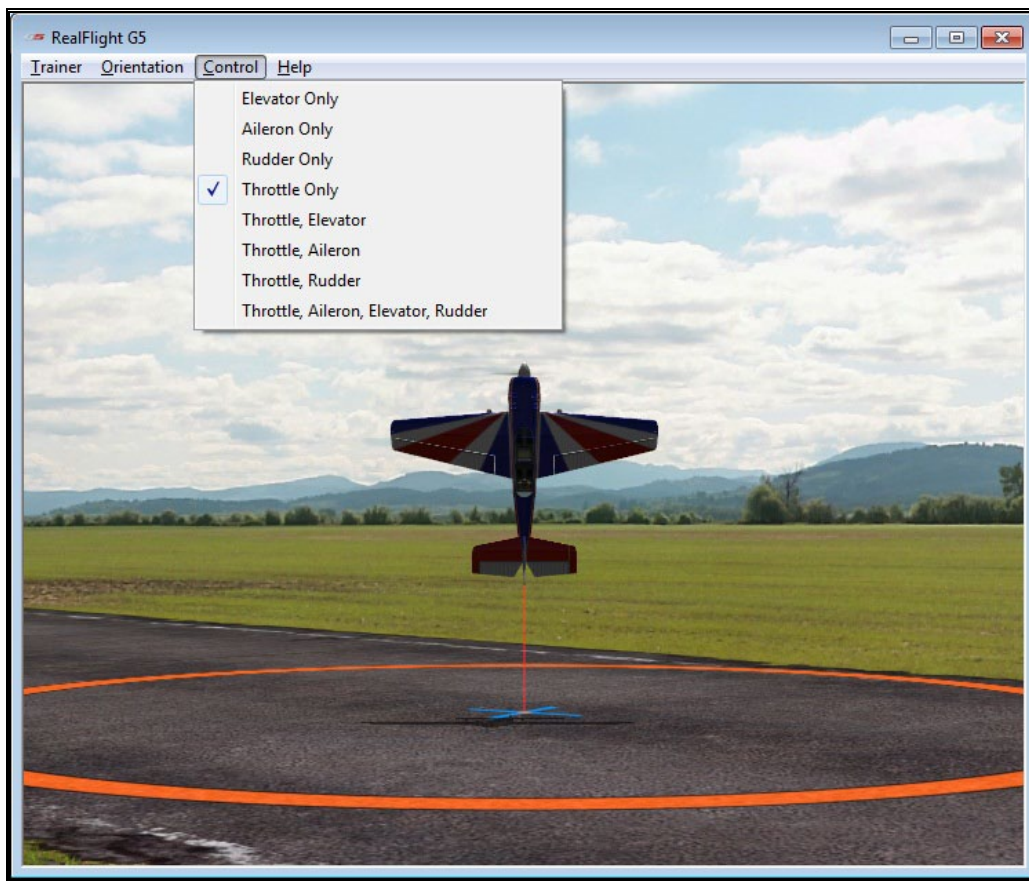 RealFlight G5
Trainer Orientation Control Help
Elevator Only
Aileron Only
Rudder Only
Throttle Only
Throttle, Elevator
Throttle, Aileron
Throttle, Rudder
Throttle, Aileron, Elevator, Rudder